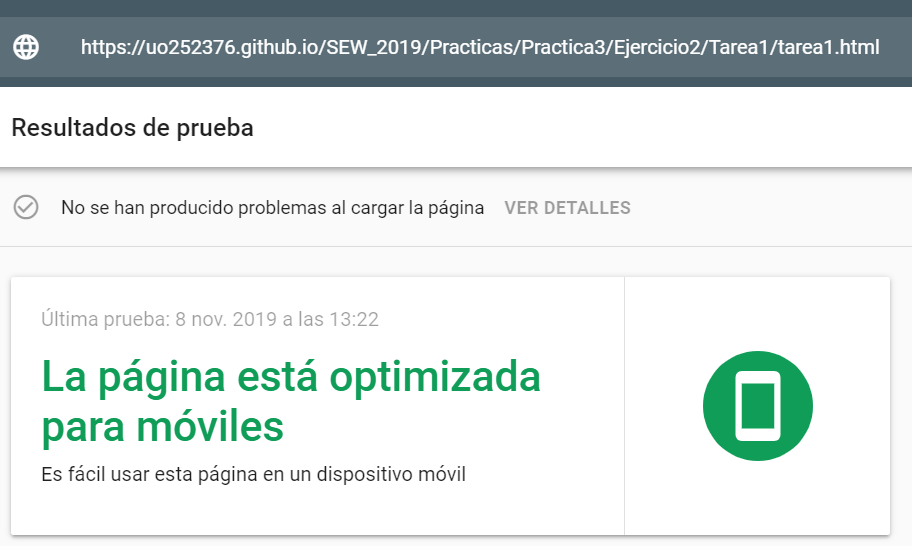 https://uo252376.github.io/SEW_2019/Practicas/Practica3/Ejercicio2/Tarea1/tarea1.html
Resultados de prueba
No se han producido problemas al cargar la página VER DETALLES
Última prueba: 8 nov. 2019 a las 13:22
La página está optimizada
para móviles
Es fácil usar esta página en un dispositivo móvil